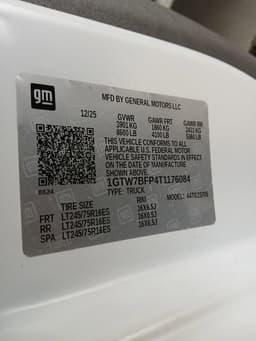 gm
MFD BY GENERAL MOTORS LLC
12/25 GVWR GAWR FRT GAWR RR
3901 KG 1860 KG 2431 KG
8600 LB 4100 LB 5360 LB
THIS VEHICLE CONFORMS TO ALL
APPLICABLE U.S. FEDERAL MOTOR
VEHICLE SAFETY STANDARDS IN EFFECT
ON THE DATE OF MANUFACTURE
SHOWN ABOVE.
1GTW7BFP4T1176084
TYPE: TRUCK MODEL:
TIRE SIZE RIM
FRT LT245/75R16ES 16X6.5J
RR LT245/75R16ES 16X6.5J
SPA LT245/75R16ES 16X6.5J